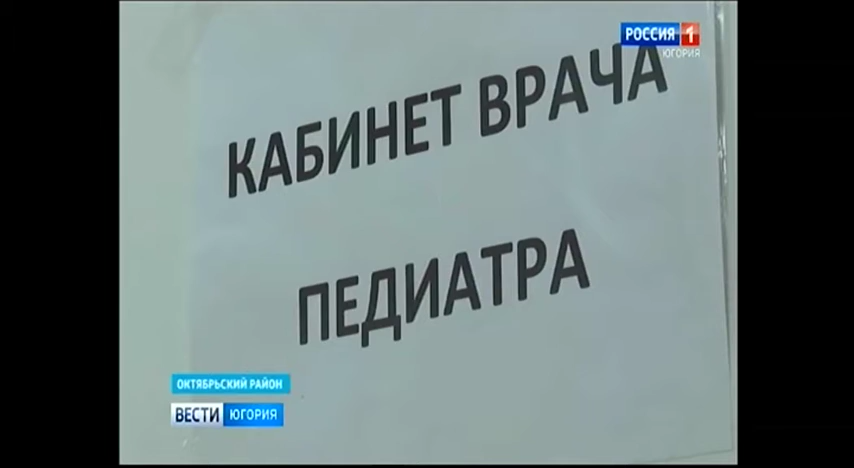 РОССИЯ 1
ЮГОРИЯ
КАБИНЕТ ВРАЧА
ПЕДИАТРА
ОКТЯБРЬСКИЙ РАЙОН
ВЕСТИ ЮГОРИЯ